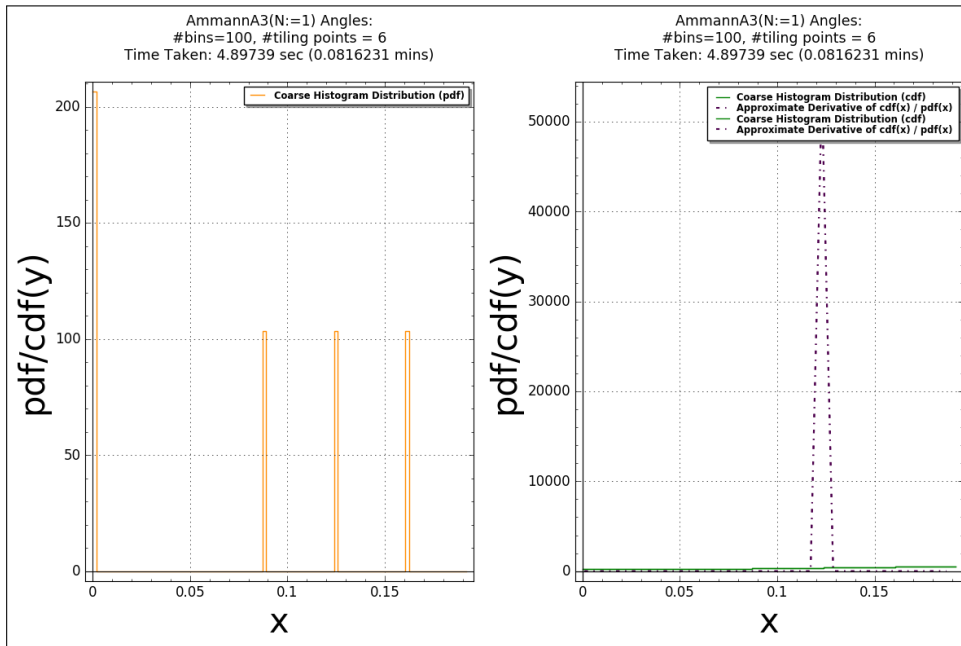 AmmannA3(N:=1) Angles:
#bins=100, #tiling points = 6
Time Taken: 4.89739 sec (0.0816231 mins)
Coarse Histogram Distribution (pdf)
200
150
100
50
0
pdf/cdf(y)
0
0.05
0.1
0.15
x
AmmannA3(N:=1) Angles:
#bins=100, #tiling points = 6
Time Taken: 4.89739 sec (0.0816231 mins)
Coarse Histogram Distribution (cdf)
Approximate Derivative of cdf(x) / pdf(x)
Coarse Histogram Distribution (cdf)
Approximate Derivative of cdf(x) / pdf(x)
50000
40000
30000
20000
10000
0
pdf/cdf(y)
0
0.05
0.1
0.15
x